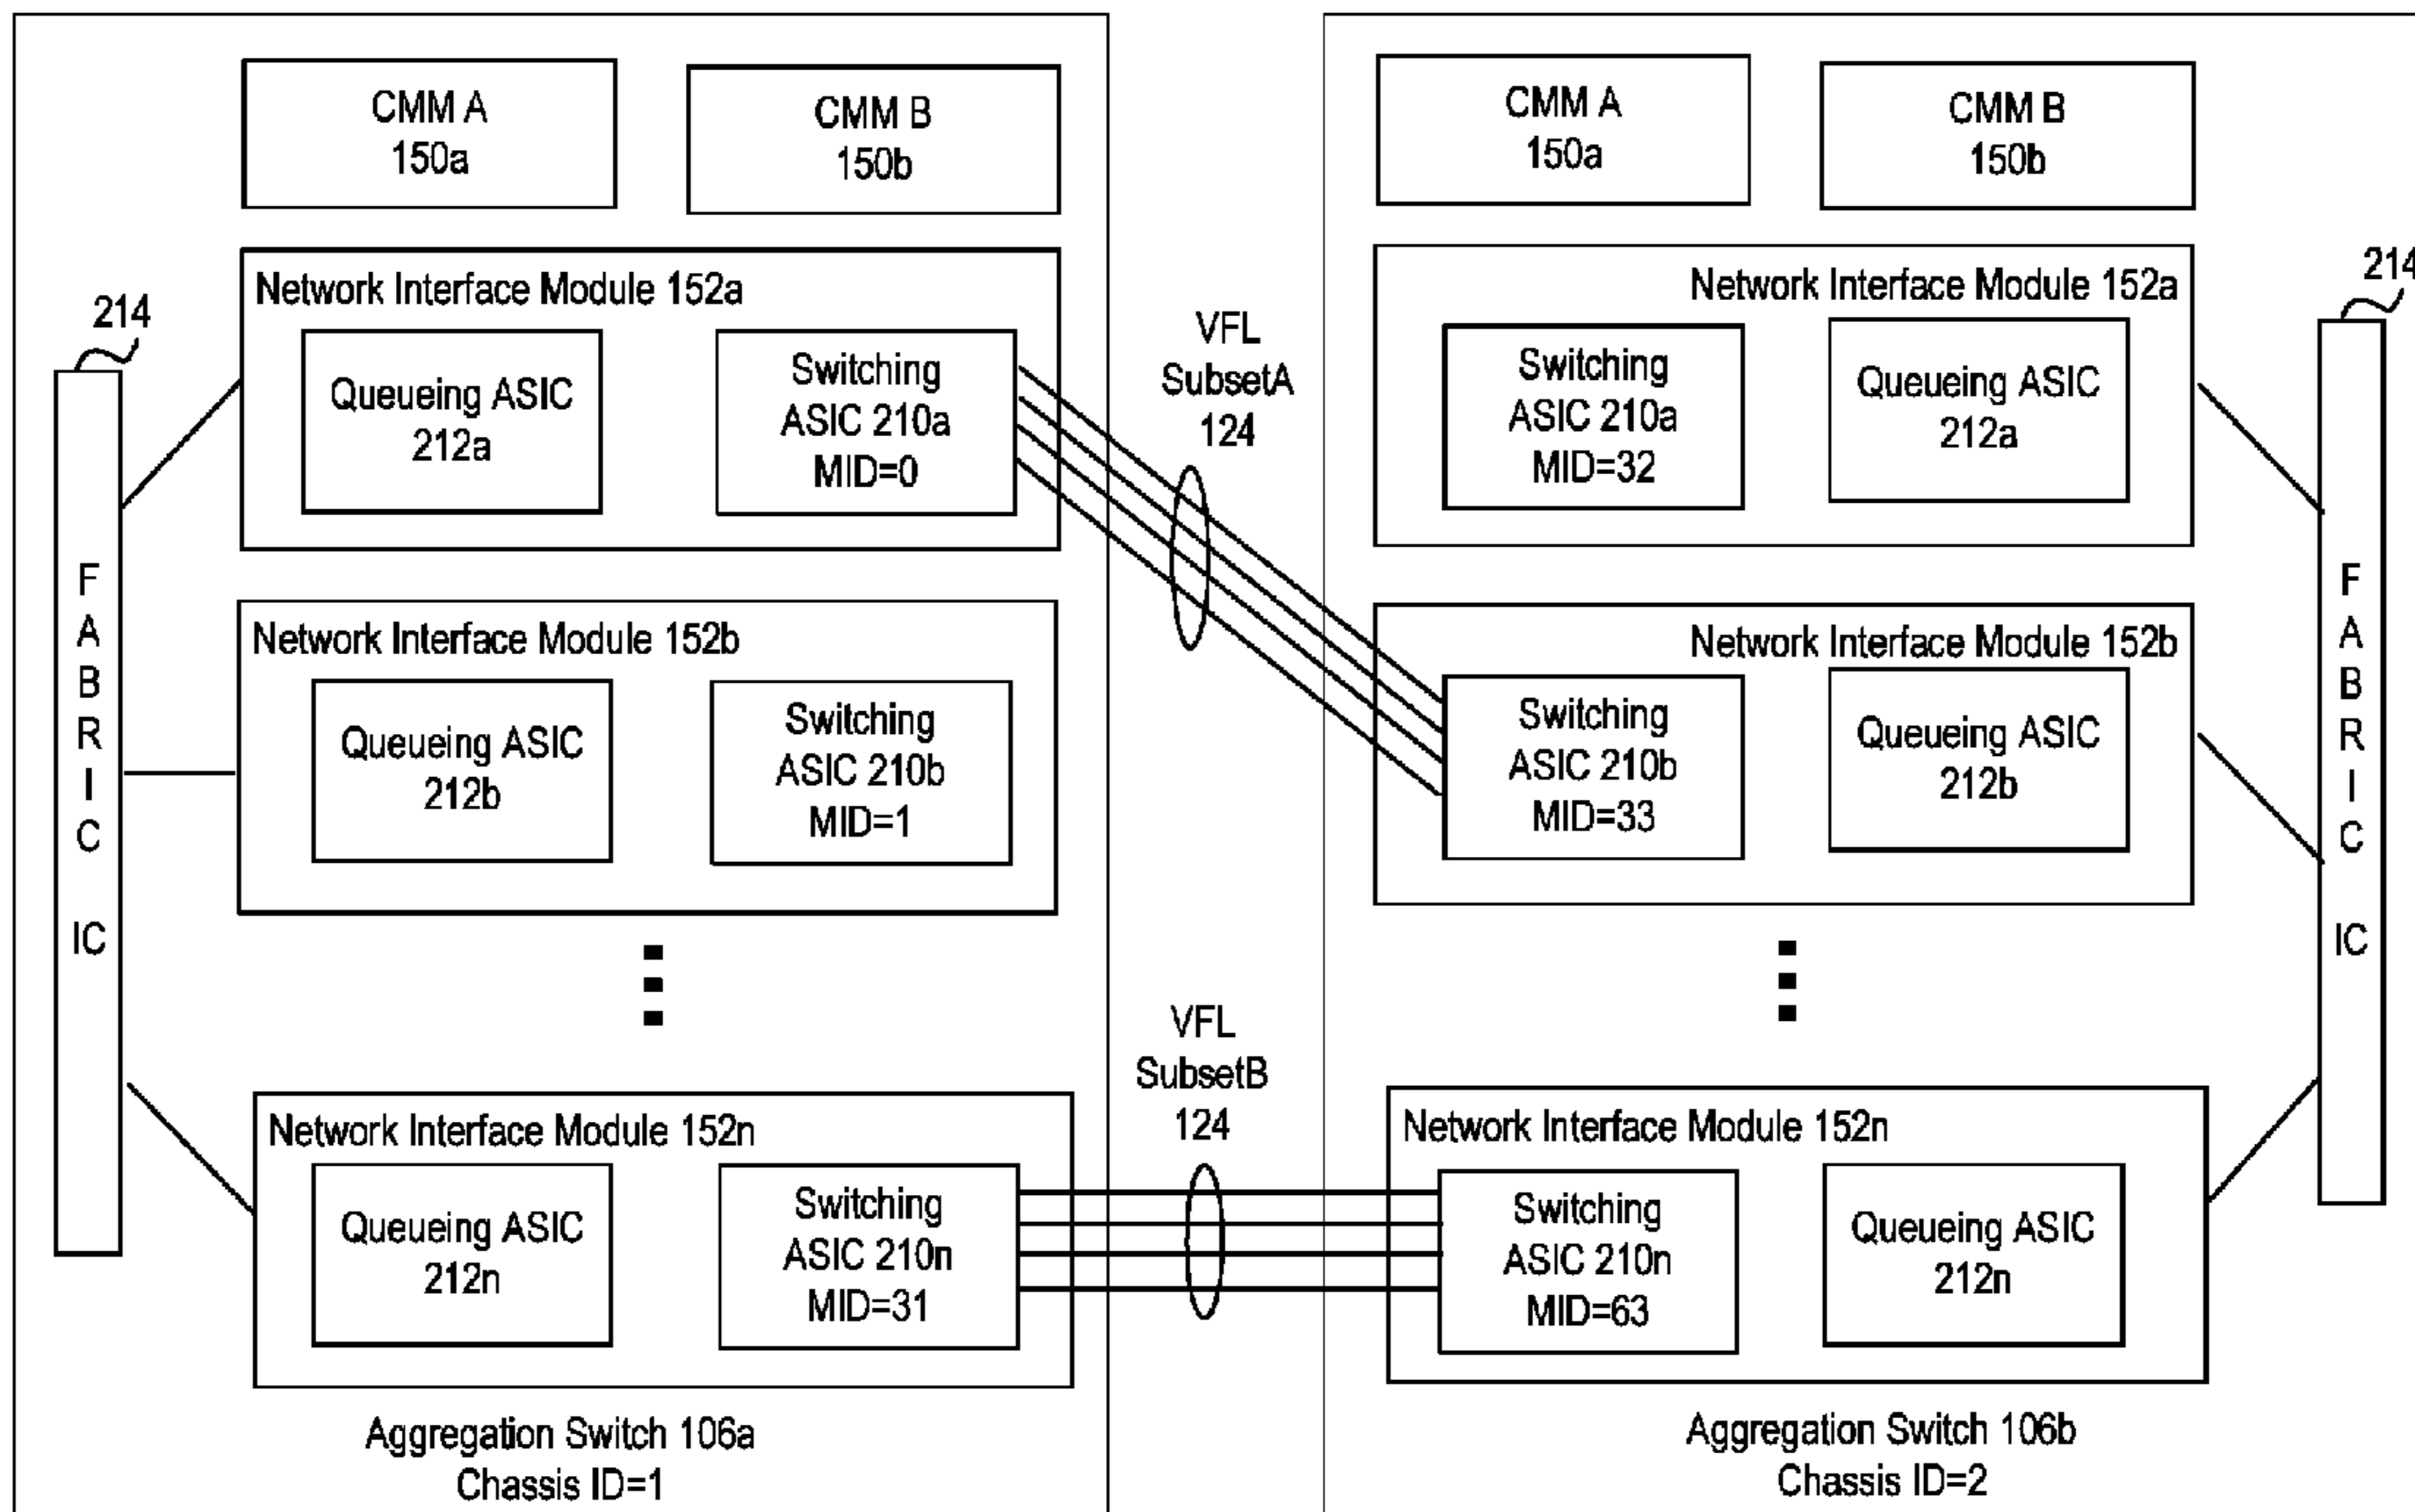 CMM A
150a
CMM B
150b
214
Network Interface Module 152a
Queueing ASIC
212a
Switching
ASIC 210a
MID=0
Network Interface Module 152b
Queueing ASIC
212b
Switching
ASIC 210b
MID=1
Network Interface Module 152n
Queueing ASIC
212n
Switching
ASIC 210n
MID=31
FABRIC
IC
Aggregation Switch 106a
Chassis ID=1
VFL
SubsetA
124
VFL
SubsetB
124
CMM A
150a
CMM B
150b
214
Network Interface Module 152a
Switching
ASIC 210a
MID=32
Queueing ASIC
212a
Network Interface Module 152b
Switching
ASIC 210b
MID=33
Queueing ASIC
212b
Network Interface Module 152n
Switching
ASIC 210n
MID=63
Queueing ASIC
212n
FABRIC
IC
Aggregation Switch 106b
Chassis ID=2